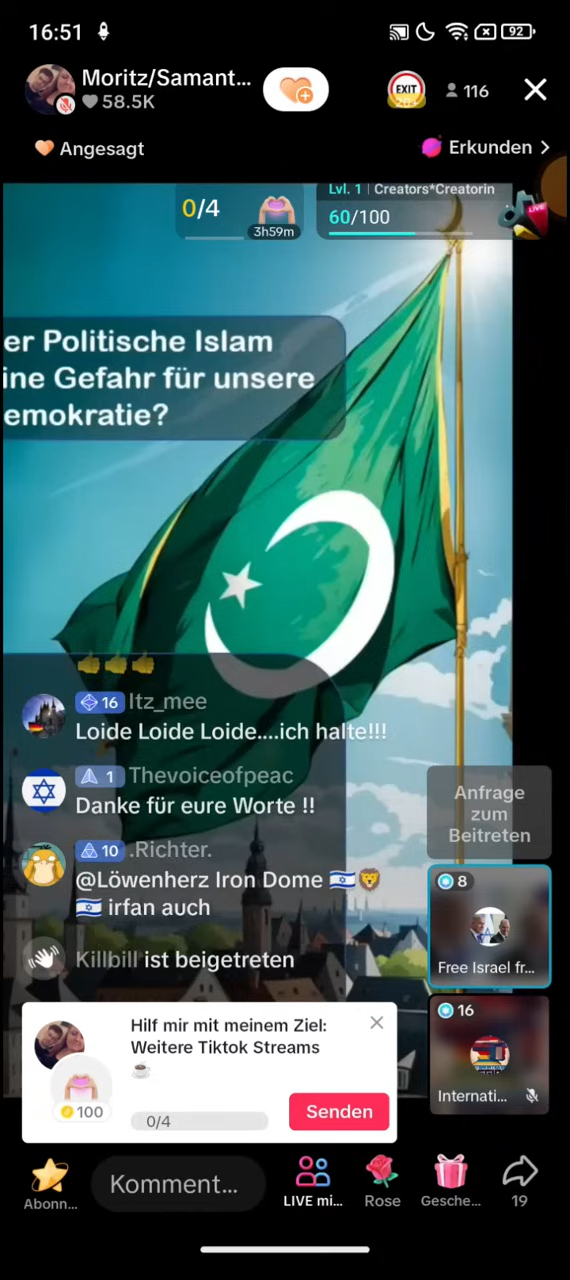 16:51
92
Moritz/Samant...
58.5K
EXIT
116
Angesagt
Erkunden
0/4
3h59m
Lvl. 1 | Creators*Creatorin
60/100
LIVE
er Politische Islam
ine Gefahr für unsere
emokratie?
16 Itz_mee
Loide Loide Loide....ich halte!!!
1 Thevoiceofpeac
Danke für eure Worte !!
10 .Richter.
@Löwenherz Iron Dome 🇮🇱🦁
🇮🇱 irfan auch
Killbill ist beigetreten
Anfrage
zum
Beitreten
8
Free Israel fr...
16
Internati...
Hilf mir mit meinem Ziel:
Weitere Tiktok Streams
☕
100
0/4
Senden
Abonn...
Komment...
LIVE mi...
Rose
Gesche...
19